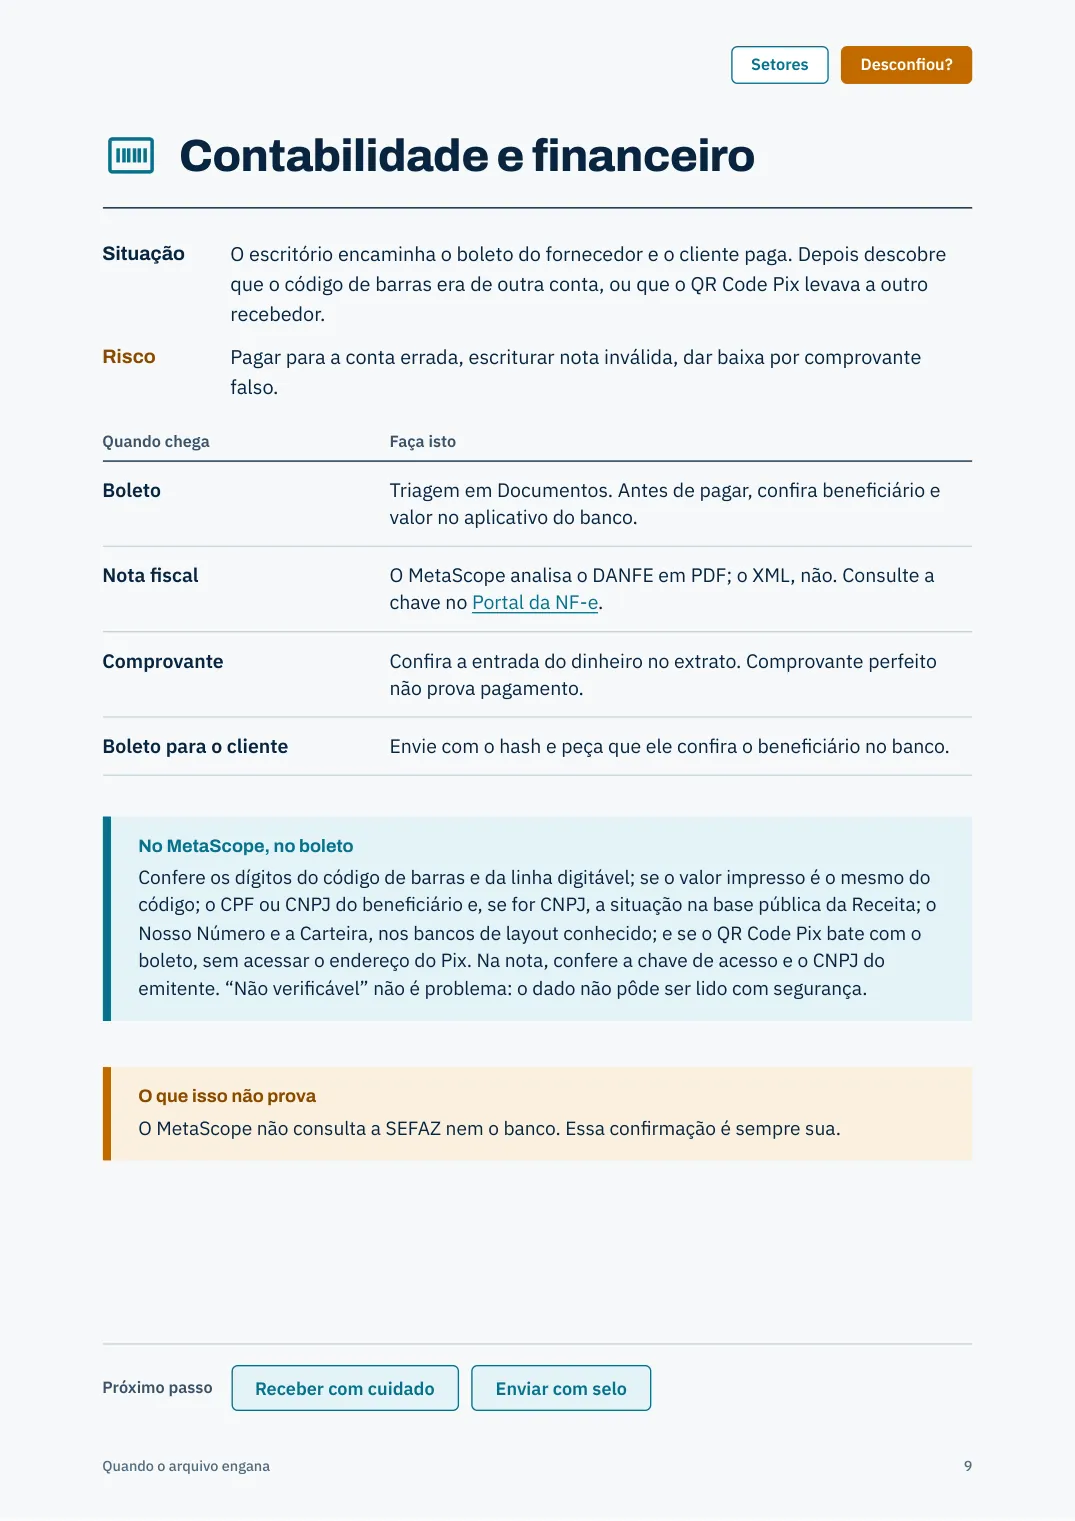 Setores
Desconfiou?
Contabilidade e financeiro
Situação
O escritório encaminha o boleto do fornecedor e o cliente paga. Depois descobre
que o código de barras era de outra conta, ou que o QR Code Pix levava a outro
recebedor.
Risco
Pagar para a conta errada, escriturar nota inválida, dar baixa por comprovante
falso.
Quando chega
Faça isto
Boleto
Triagem em Documentos. Antes de pagar, confira beneficiário e
valor no aplicativo do banco.
Nota fiscal
O MetaScope analisa o DANFE em PDF; o XML, não. Consulte a
chave no Portal da NF-e.
Comprovante
Confira a entrada do dinheiro no extrato. Comprovante perfeito
não prova pagamento.
Boleto para o cliente
Envie com o hash e peça que ele confira o beneficiário no banco.
No MetaScope, no boleto
Confere os dígitos do código de barras e da linha digitável; se o valor impresso é o mesmo do
código; o CPF ou CNPJ do beneficiário e, se for CNPJ, a situação na base pública da Receita; o
Nosso Número e a Carteira, nos bancos de layout conhecido; e se o QR Code Pix bate com o
boleto, sem acessar o endereço do Pix. Na nota, confere a chave de acesso e o CNPJ do
emitente. “Não verificável” não é problema: o dado não pôde ser lido com segurança.
O que isso não prova
O MetaScope não consulta a SEFAZ nem o banco. Essa confirmação é sempre sua.
Próximo passo
Receber com cuidado
Enviar com selo
Quando o arquivo engana
9